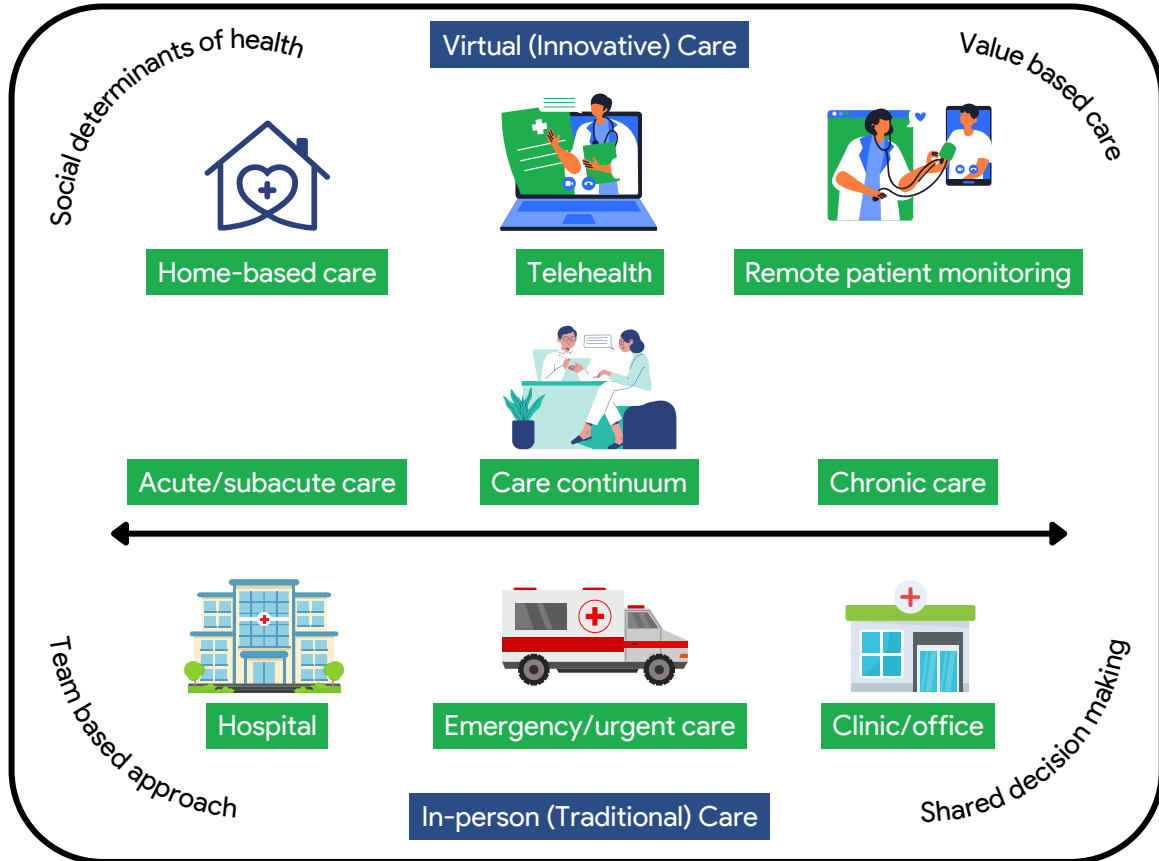 Social determinants of health
Virtual (Innovative) Care
Value based care
Home-based care
Telehealth
Remote patient monitoring
Acute/subacute care
Care continuum
Chronic care
Hospital
Emergency/urgent care
Clinic/office
Team based approach
In-person (Traditional) Care
Shared decision making